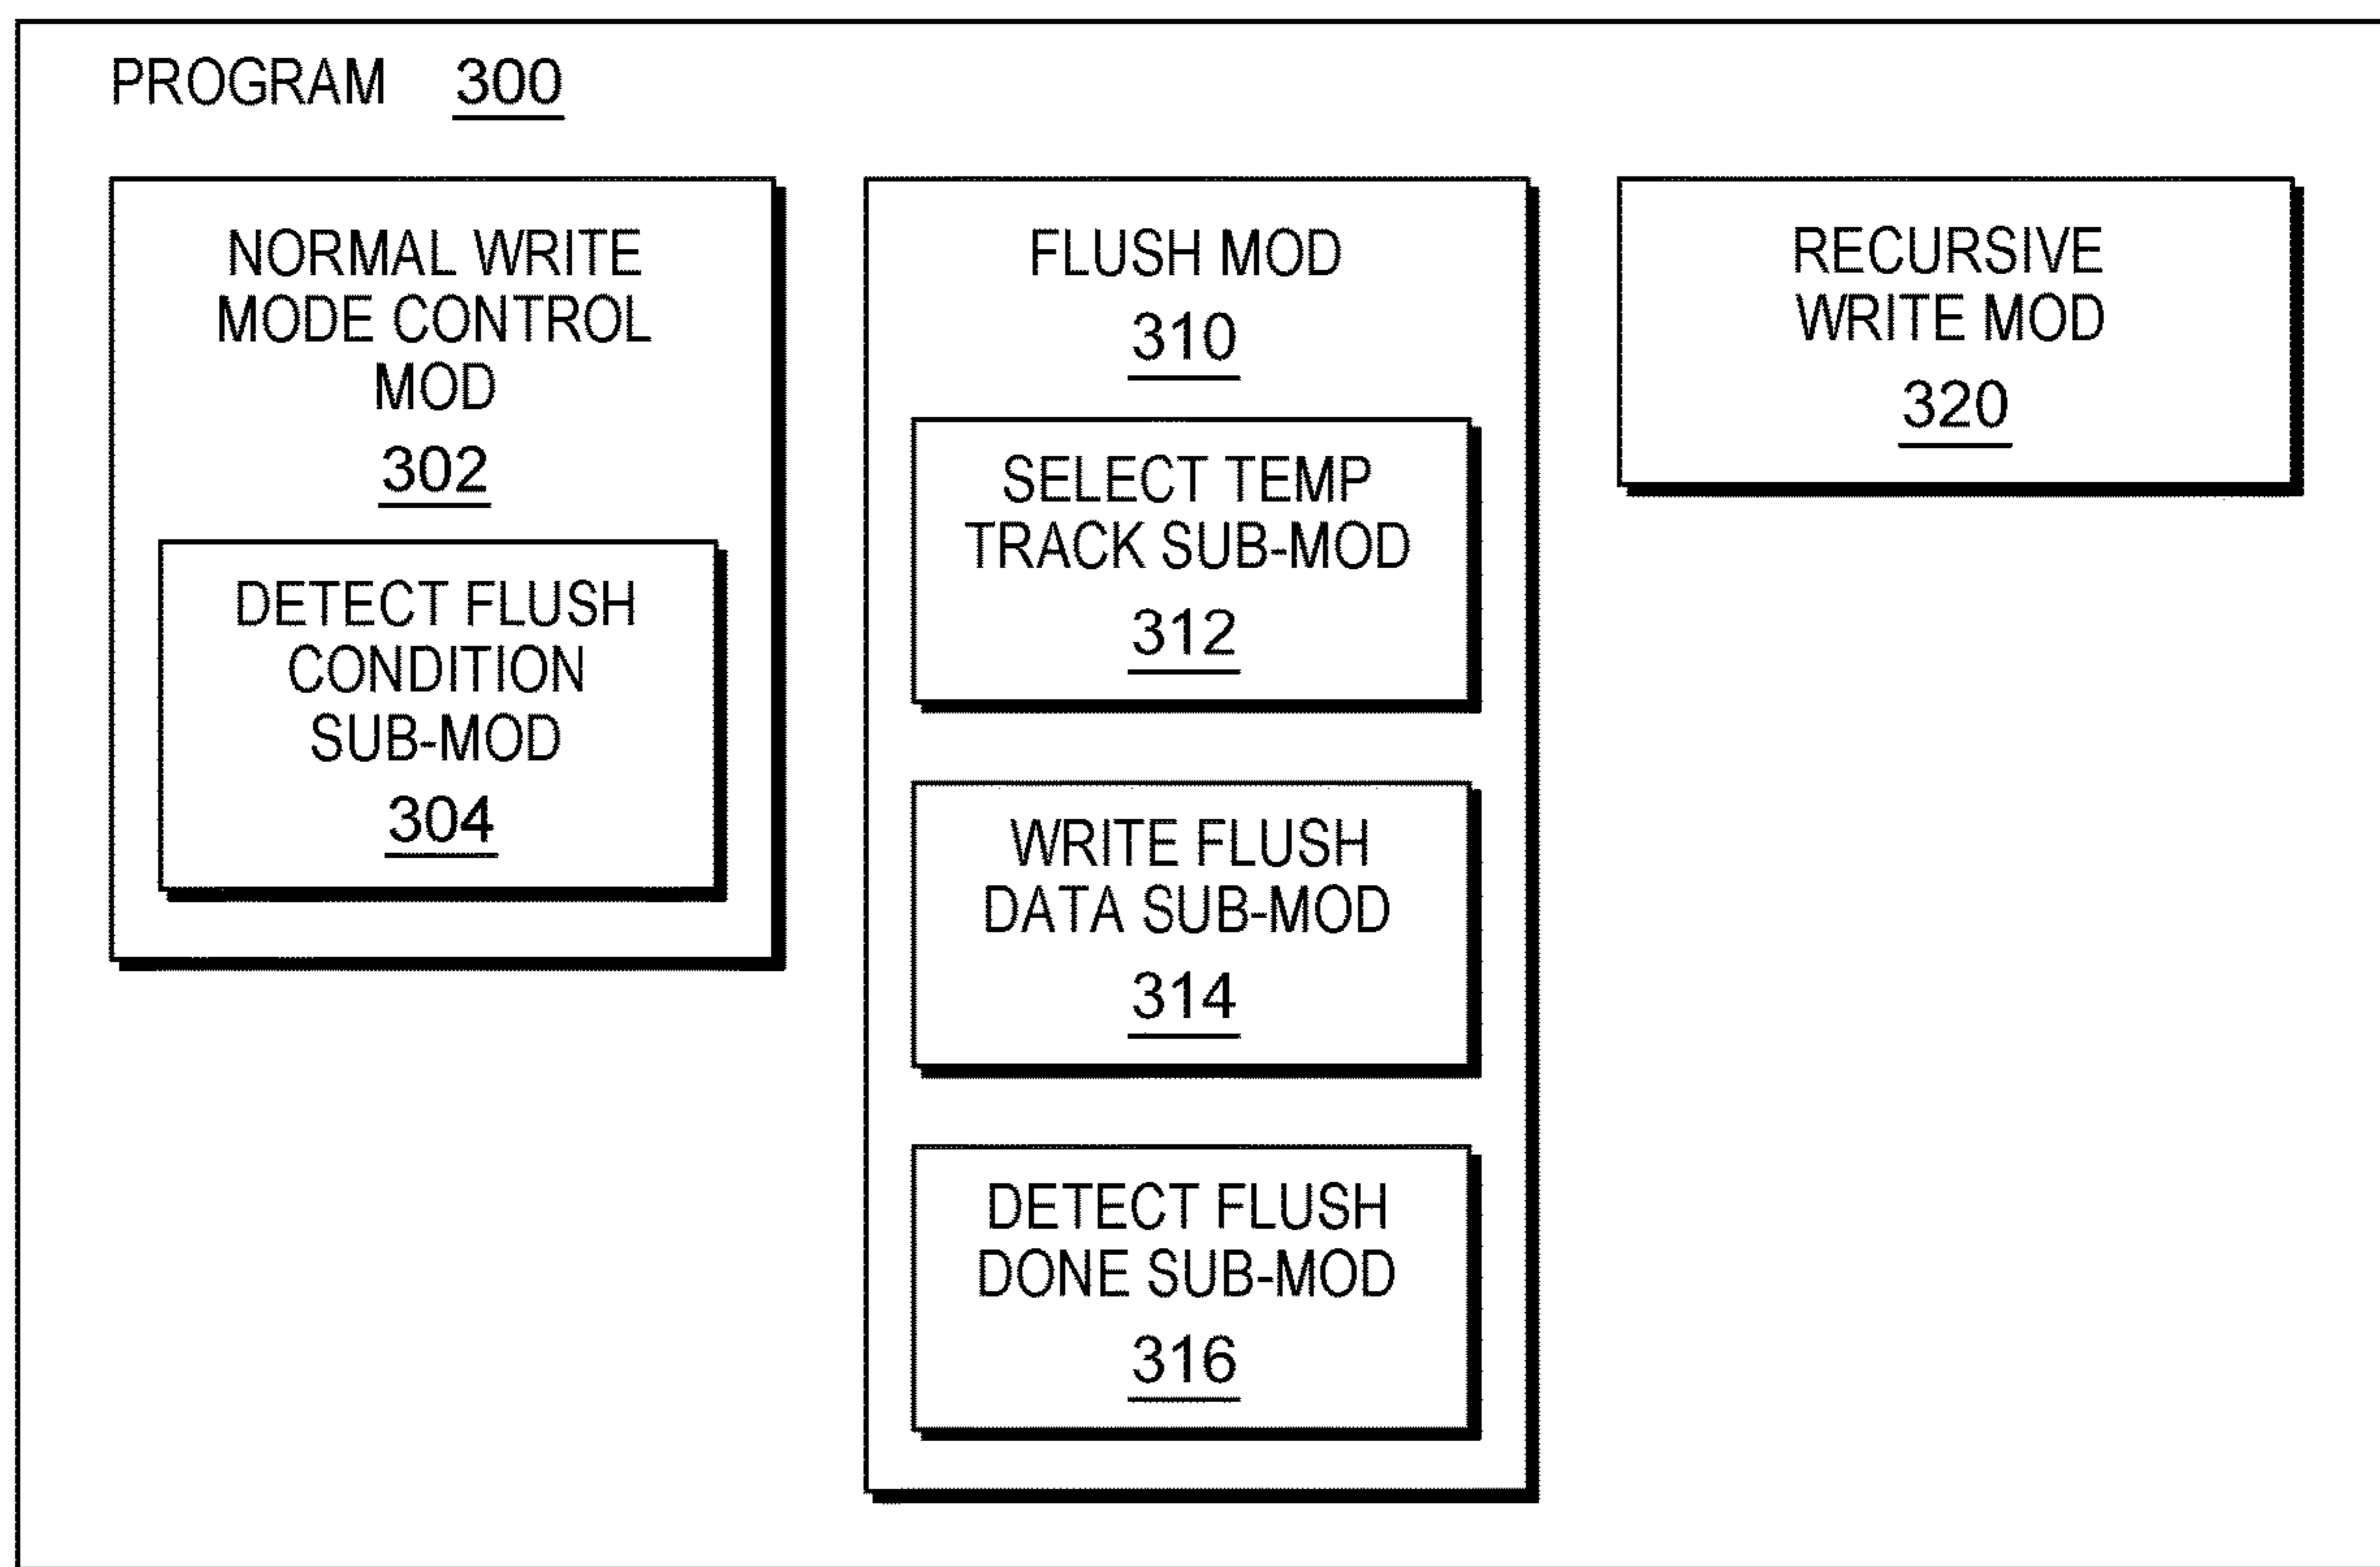 PROGRAM 300
NORMAL WRITE
MODE CONTROL
MOD
302
DETECT FLUSH
CONDITION
SUB-MOD
304
FLUSH MOD
310
SELECT TEMP
TRACK SUB-MOD
312
WRITE FLUSH
DATA SUB-MOD
314
DETECT FLUSH
DONE SUB-MOD
316
RECURSIVE
WRITE MOD
320